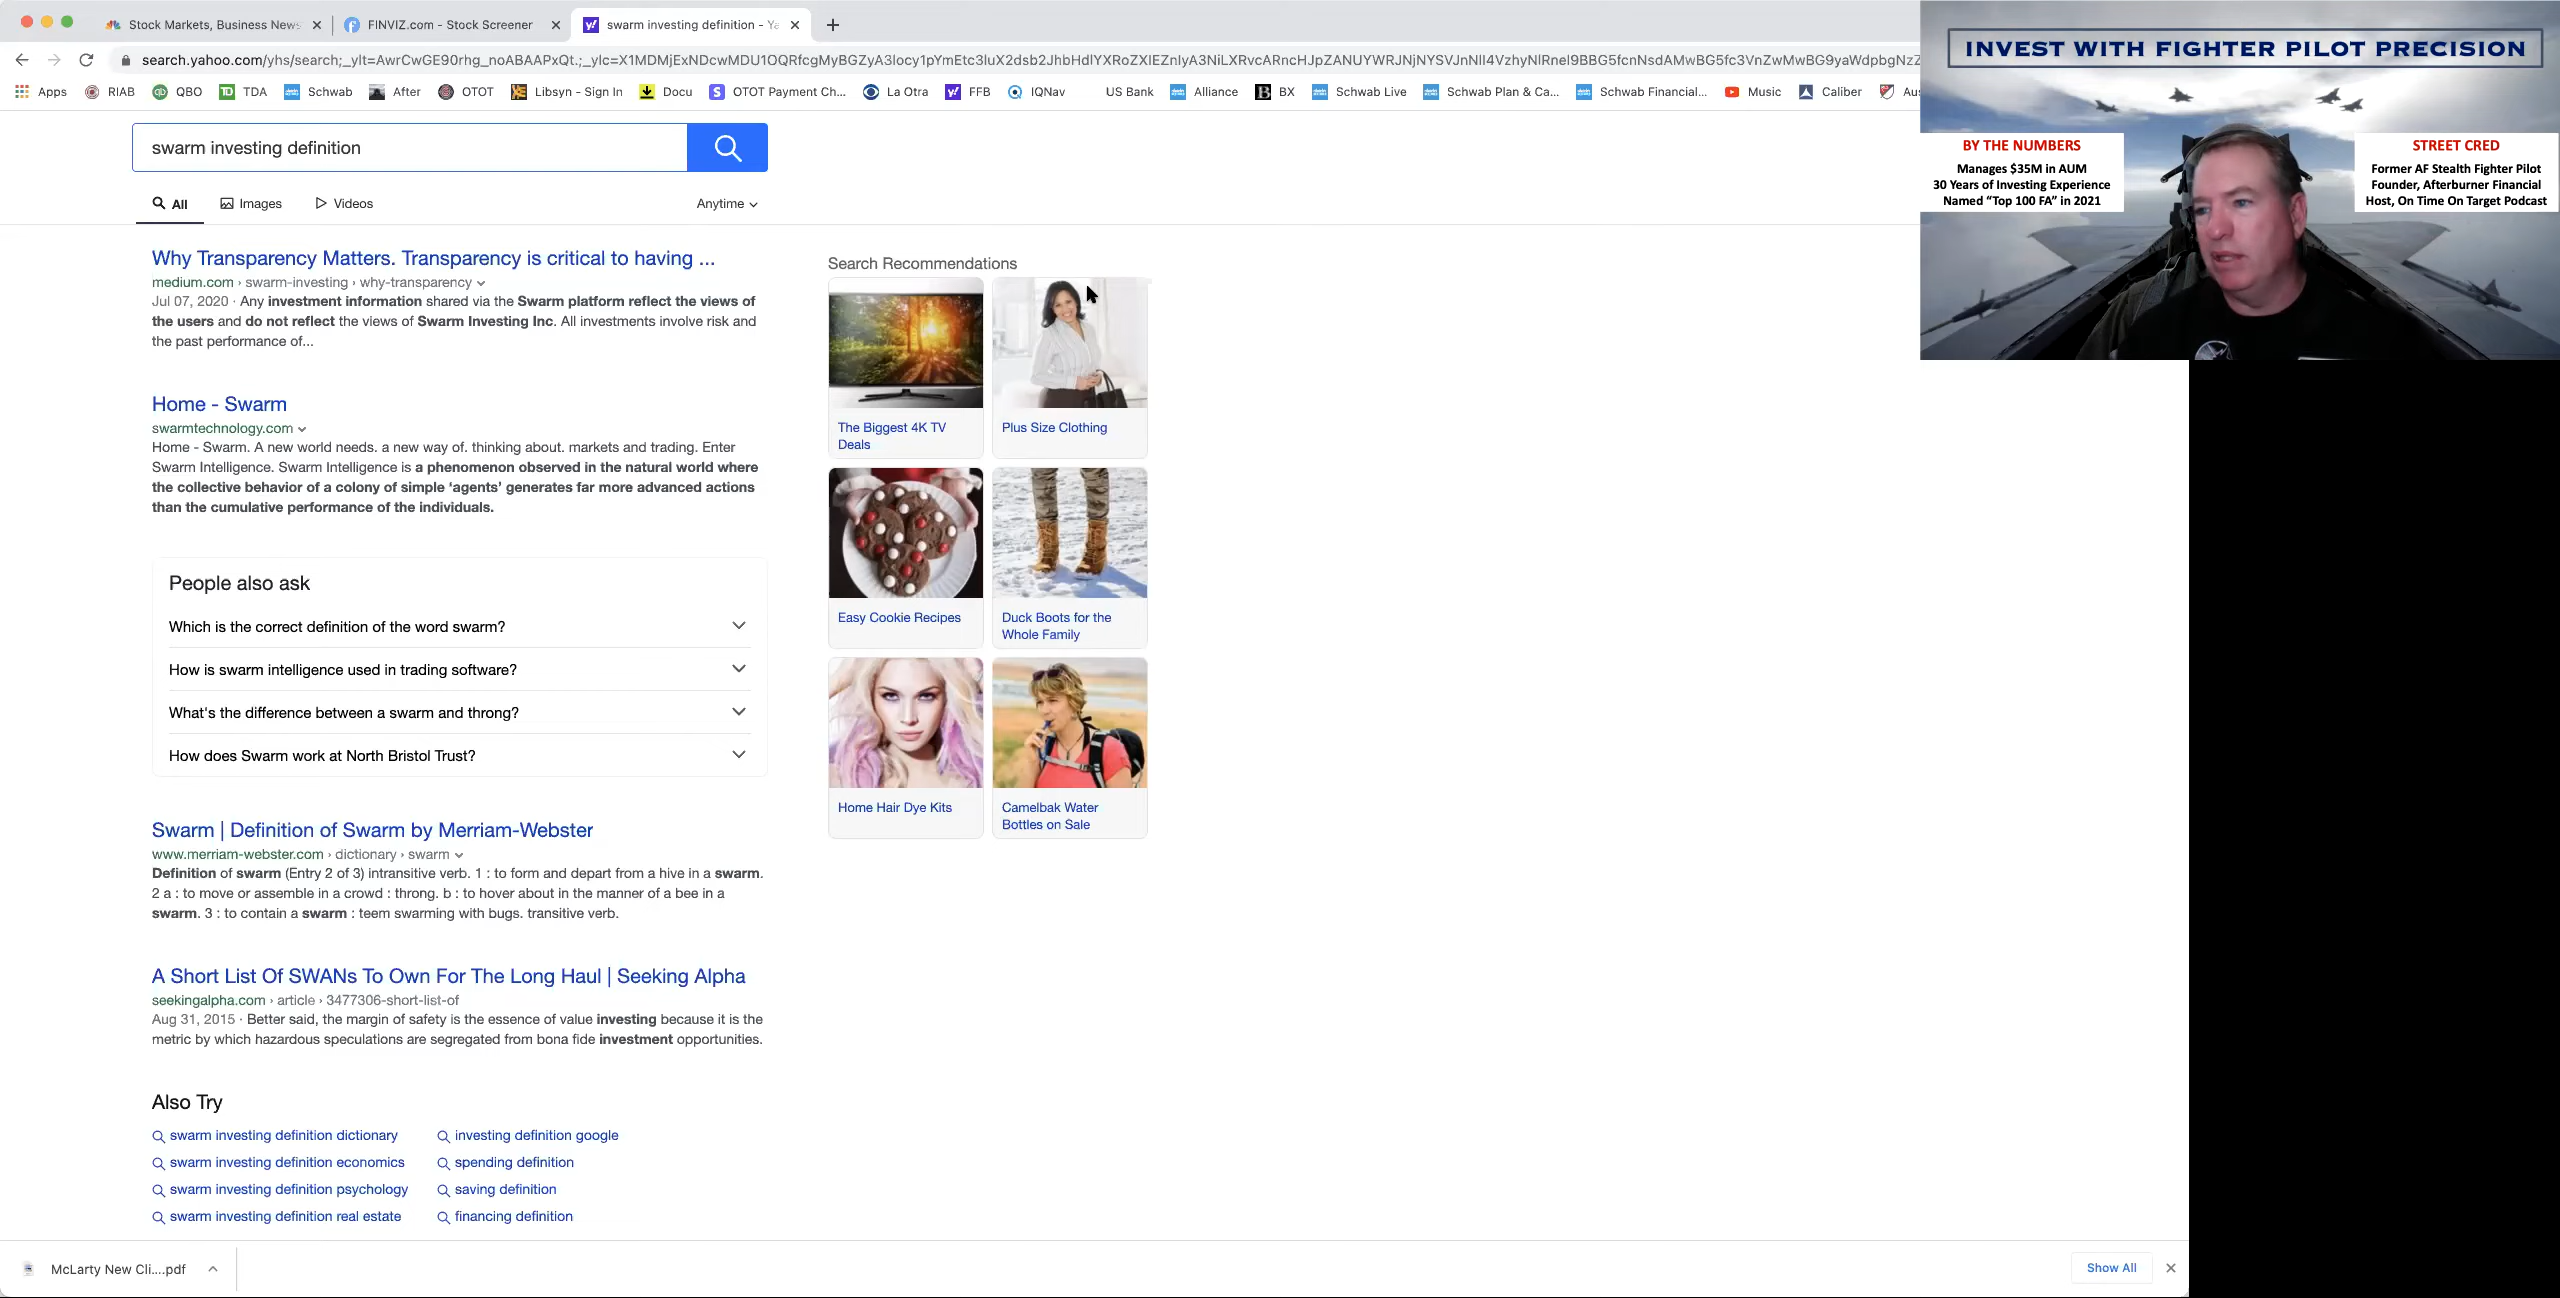 Stock Markets, Business News
FINVIZ.com - Stock Screener
swarm investing definition - Ya
search.yahoo.com/yhs/search;_ylt=AwrCwGE90rhg_noABAAPxQt.;_ylc=X1MDMjExNDcwMDU1OQRfcgMyBGZyA3locy1pYmEtc3luX2dsb2JhbHdlYXRoZXIEZnIyA3NiLXRvcARncHJpZANUYWRJNjNYSVJnNll4VzhyNlRnel9BBG5fcnNsdAMwBG5fc3VnZwMwBG9yaWdpbgNzZ
Apps
RIAB
QBO
TDA
Schwab
After
OTOT
Libsyn - Sign In
Docu
OTOT Payment Ch...
La Otra
FFB
IQNav
US Bank
Alliance
BX
Schwab Live
Schwab Plan & Ca...
Schwab Financial...
Music
Caliber
Aus
INVEST WITH FIGHTER PILOT PRECISION
BY THE NUMBERS
Manages $35M in AUM
30 Years of Investing Experience
Named "Top 100 FA" in 2021
STREET CRED
Former AF Stealth Fighter Pilot
Founder, Afterburner Financial
Host, On Time On Target Podcast
swarm investing definition
All
Images
Videos
Anytime
Why Transparency Matters. Transparency is critical to having ...
medium.com › swarm-investing › why-transparency
Jul 07, 2020 · Any investment information shared via the Swarm platform reflect the views of
the users and do not reflect the views of Swarm Investing Inc. All investments involve risk and
the past performance of...
Home - Swarm
swarmtechnology.com
Home - Swarm. A new world needs. a new way of. thinking about. markets and trading. Enter
Swarm Intelligence. Swarm Intelligence is a phenomenon observed in the natural world where
the collective behavior of a colony of simple ‘agents’ generates far more advanced actions
than the cumulative performance of the individuals.
People also ask
Which is the correct definition of the word swarm?
How is swarm intelligence used in trading software?
What's the difference between a swarm and throng?
How does Swarm work at North Bristol Trust?
Swarm | Definition of Swarm by Merriam-Webster
www.merriam-webster.com › dictionary › swarm
Definition of swarm (Entry 2 of 3) intransitive verb. 1 : to form and depart from a hive in a swarm.
2 a : to move or assemble in a crowd : throng. b : to hover about in the manner of a bee in a
swarm. 3 : to contain a swarm : teem swarming with bugs. transitive verb.
A Short List Of SWANs To Own For The Long Haul | Seeking Alpha
seekingalpha.com › article › 3477306-short-list-of
Aug 31, 2015 · Better said, the margin of safety is the essence of value investing because it is the
metric by which hazardous speculations are segregated from bona fide investment opportunities.
Also Try
swarm investing definition dictionary
swarm investing definition economics
swarm investing definition psychology
swarm investing definition real estate
investing definition google
spending definition
saving definition
financing definition
Search Recommendations
The Biggest 4K TV
Deals
Plus Size Clothing
Easy Cookie Recipes
Duck Boots for the
Whole Family
Home Hair Dye Kits
Camelbak Water
Bottles on Sale
McLarty New Cli....pdf
Show All